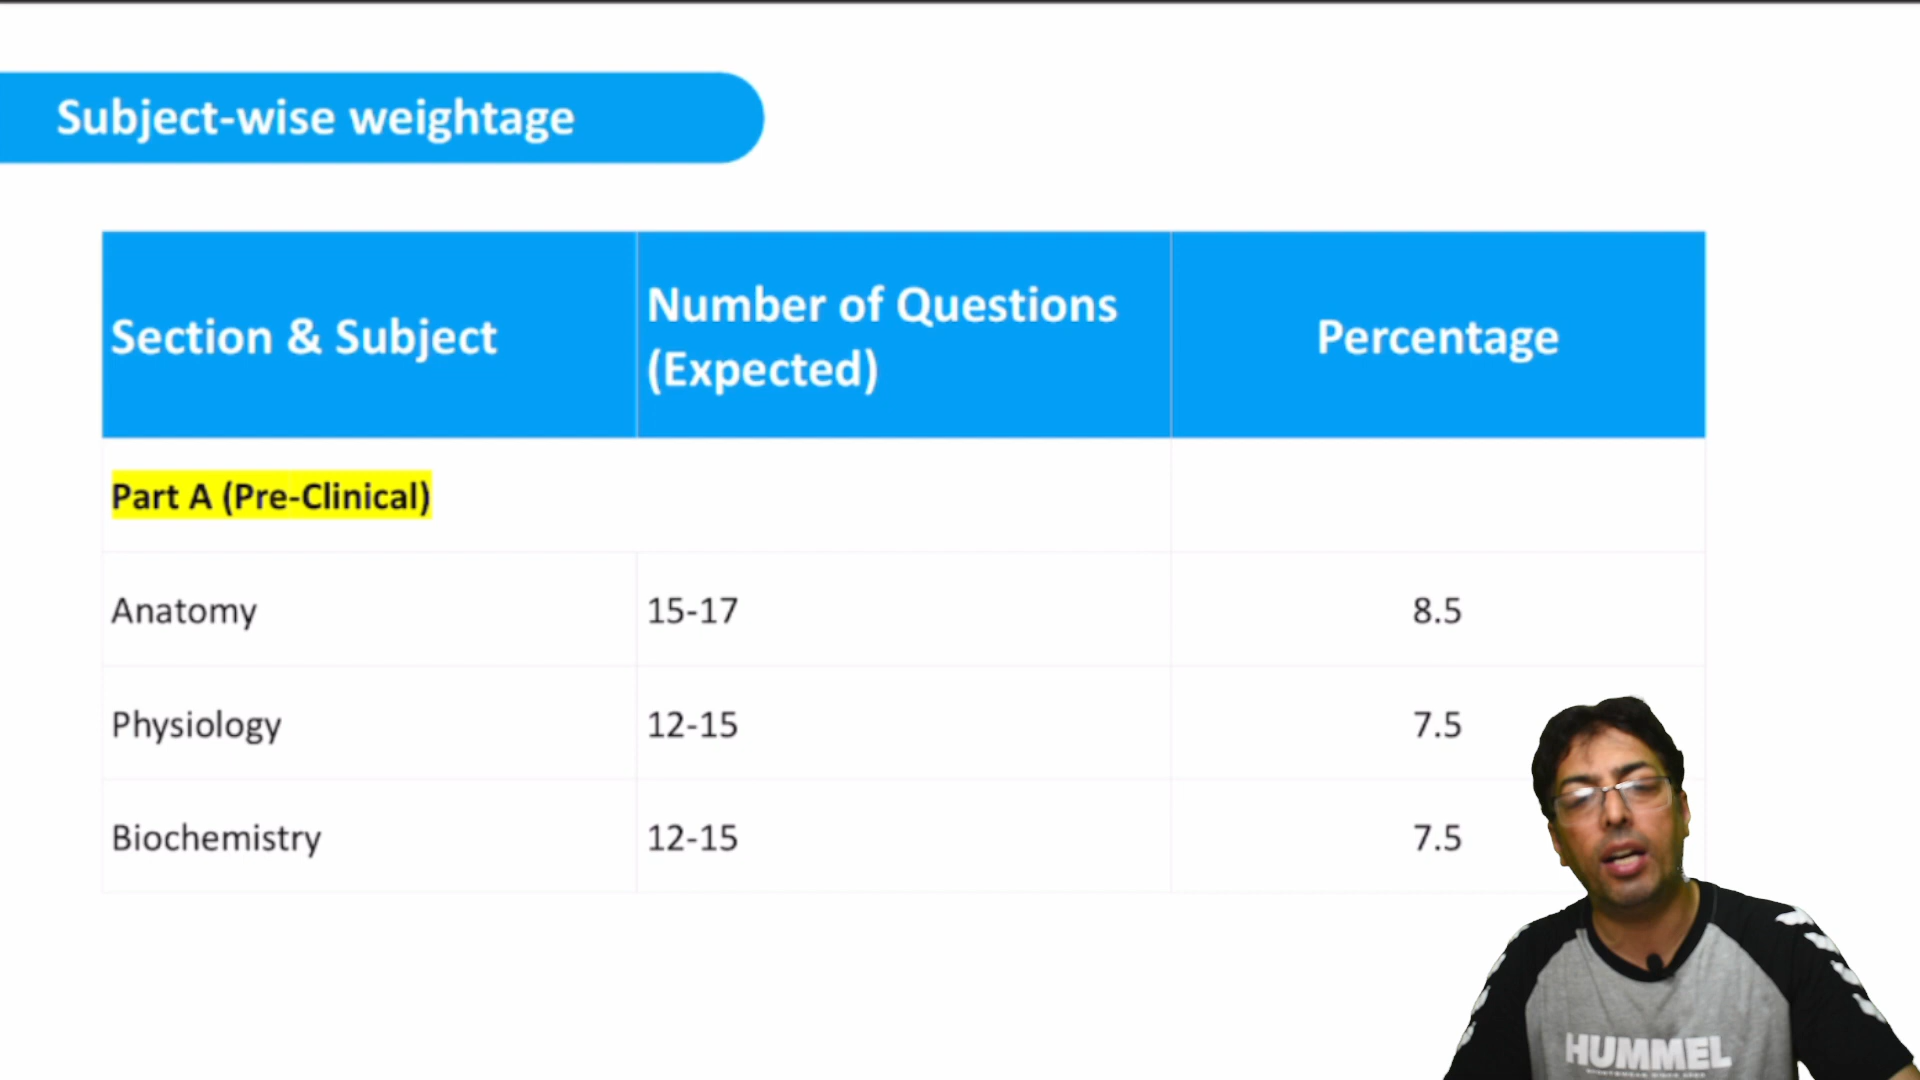 Subject-wise weightage
Section & Subject
Number of Questions
(Expected)
Percentage
Part A (Pre-Clinical)
Anatomy
15-17
8.5
Physiology
12-15
7.5
Biochemistry
12-15
7.5
HUMMEL